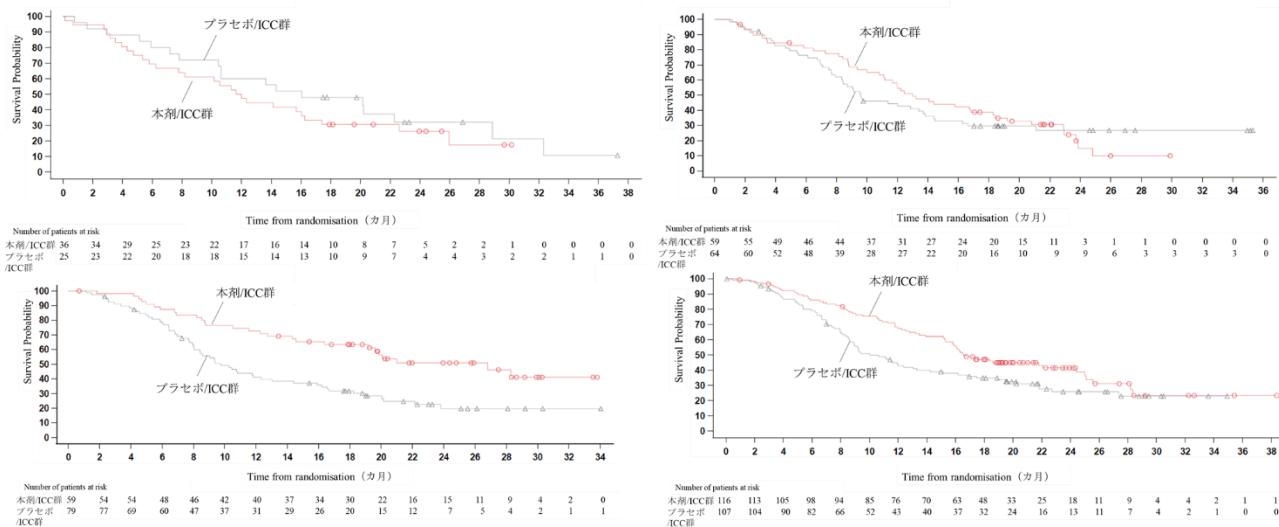 Survival Probability
100
90
80
70
60
50
40
30
20
10
0
プラセボ/ICC群
本剤/ICC群
0 2 4 6 8 10 12 14 16 18 20 22 24 26 28 30 32 34 36 38
Time from randomisation（カ月）
Number of patients at risk
本剤/ICC群 36 34 29 25 23 22 17 16 14 10 8 7 5 2 2 1 0 0 0 0
プラセボ 25 23 22 20 18 18 15 14 13 10 9 7 4 4 3 2 2 1 1 0
/ICC群
Survival Probability
100
90
80
70
60
50
40
30
20
10
0
本剤/ICC群
プラセボ/ICC群
0 2 4 6 8 10 12 14 16 18 20 22 24 26 28 30 32 34 36
Time from randomisation（カ月）
Number of patients at risk
本剤/ICC群 59 55 49 46 44 37 31 27 24 20 15 11 3 1 1 0 0 0 0
プラセボ 64 60 52 48 39 28 27 22 20 16 10 9 9 6 3 3 3 3 0
/ICC群
Survival Probability
100
90
80
70
60
50
40
30
20
10
0
本剤/ICC群
プラセボ/ICC群
0 2 4 6 8 10 12 14 16 18 20 22 24 26 28 30 32 34
Time from randomisation（カ月）
Number of patients at risk
本剤/ICC群 59 54 54 48 46 42 40 37 34 30 22 16 15 11 9 4 2 0
プラセボ 79 77 69 60 47 37 31 29 26 20 15 12 7 5 4 2 1 1
/ICC群
Survival Probability
100
90
80
70
60
50
40
30
20
10
0
本剤/ICC群
プラセボ/ICC群
0 2 4 6 8 10 12 14 16 18 20 22 24 26 28 30 32 34 36 38
Time from randomisation（カ月）
Number of patients at risk
本剤/ICC群 116 113 105 98 94 85 76 70 63 48 33 25 18 11 9 4 4 2 1 1
プラセボ 107 104 90 82 66 52 43 40 37 32 24 16 13 11 7 4 2 1 0 0
/ICC群